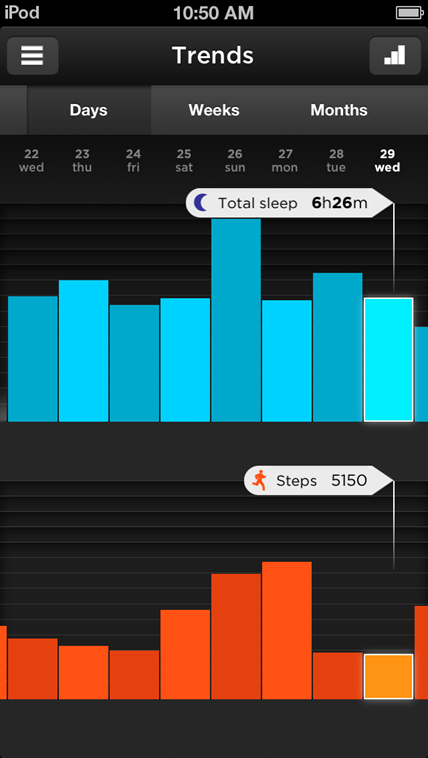 iPod 10:50 AM
Trends
Days Weeks Months
22 23 24 25 26 27 28 29
wed thu fri sat sun mon tue wed
Total sleep 6h26m
Steps 5150